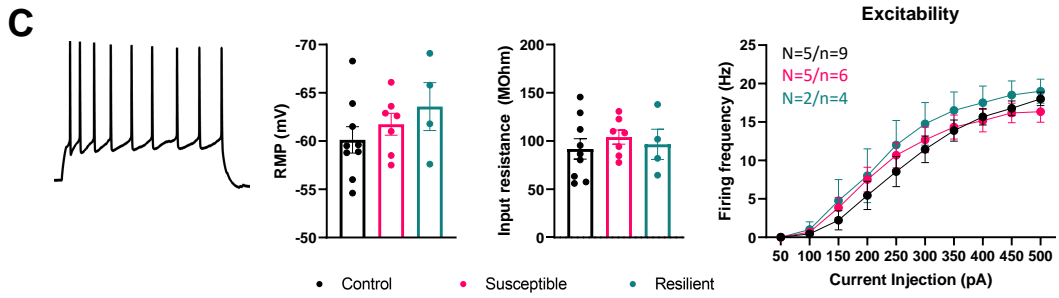 C
Excitability
RMP (mV)
-70
-65
-60
-55
-50
Input resistance (MOhm)
200
150
100
50
0
Firing frequency (Hz)
25
20
15
10
5
0
N=5/n=9
N=5/n=6
N=2/n=4
50 100 150 200 250 300 350 400 450 500
Current Injection (pA)
Control Susceptible Resilient